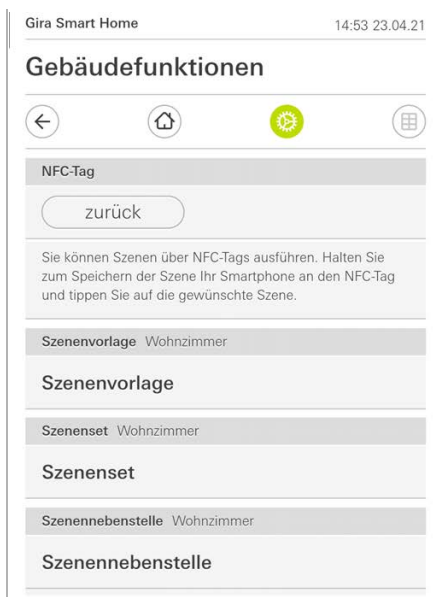 Gira Smart Home 14:53 23.04.21
Gebäudefunktionen
NFC-Tag
zurück
Sie können Szenen über NFC-Tags ausführen. Halten Sie
zum Speichern der Szene Ihr Smartphone an den NFC-Tag
und tippen Sie auf die gewünschte Szene.
Szenenvorlage Wohnzimmer
Szenenvorlage
Szenenset Wohnzimmer
Szenenset
Szenennebenstelle Wohnzimmer
Szenennebenstelle